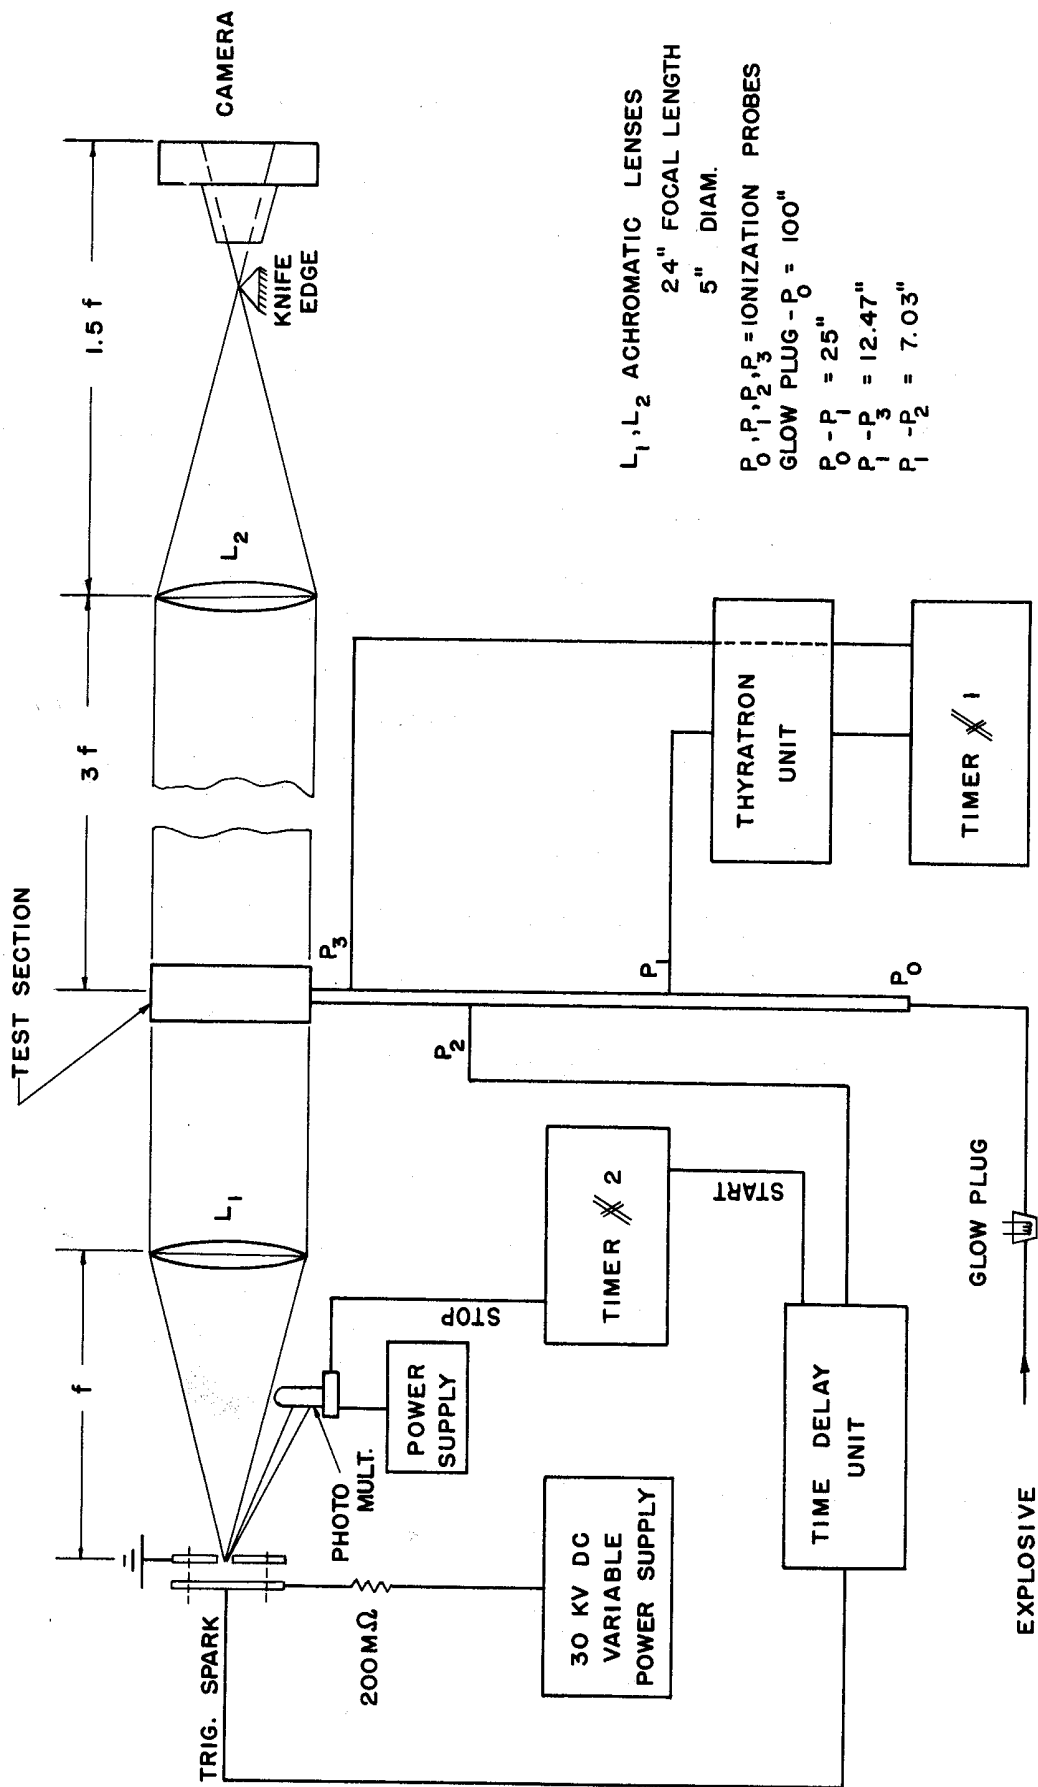 TEST SECTION
3 f
1.5 f
f
CAMERA
KNIFE
EDGE
L2
L1
TRIG. SPARK
200MΩ
30 KV DC
VARIABLE
POWER SUPPLY
PHOTO
MULT.
POWER
SUPPLY
STOP
TIMER # 2
START
TIME DELAY
UNIT
P3
P2
P1
P0
THYRATRON
UNIT
TIMER # 1
GLOW PLUG
EXPLOSIVE
L1, L2 ACHROMATIC LENSES
24" FOCAL LENGTH
5" DIAM.
P0, P1, P2, P3 = IONIZATION PROBES
GLOW PLUG - P0 = 100"
P0 - P1 = 25"
P1 - P3 = 12.47"
P1 - P2 = 7.03"